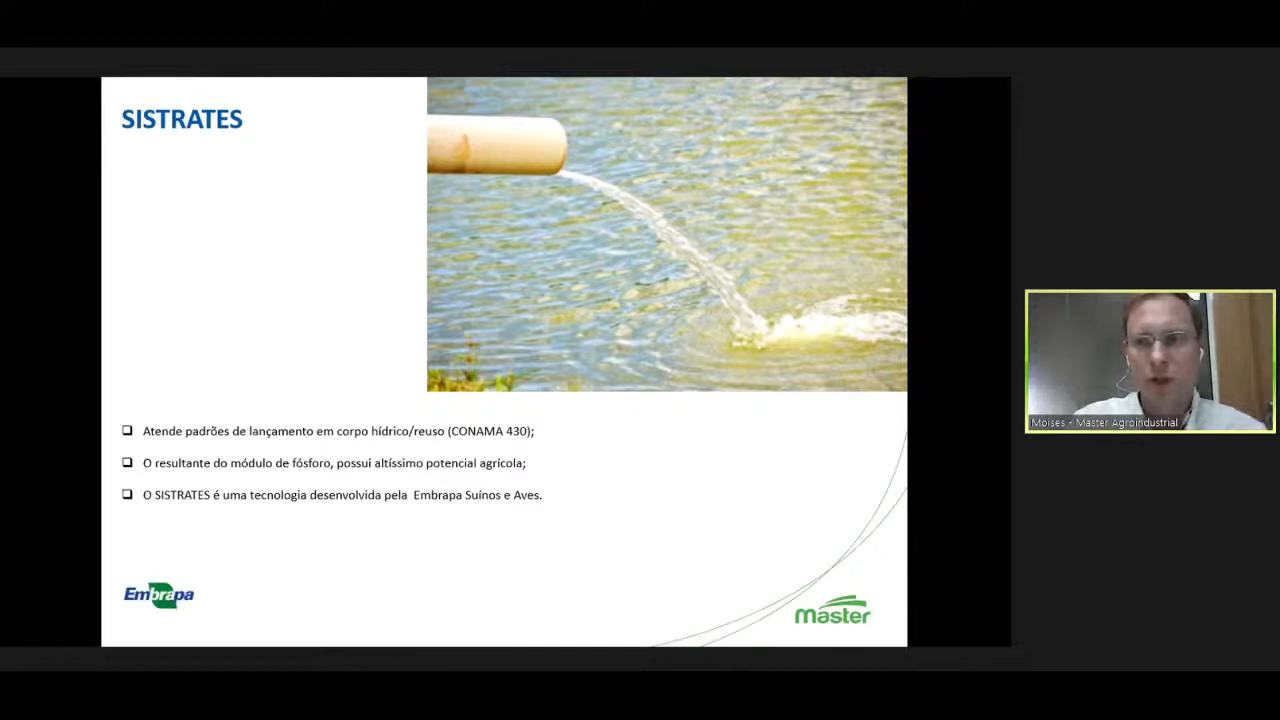 SISTRATES
Atende padrões de lançamento em corpo hídrico/reuso (CONAMA 430);
O resultante do módulo de fósforo, possui altíssimo potencial agrícola;
O SISTRATES é uma tecnologia desenvolvida pela Embrapa Suínos e Aves.
Embrapa
master
Moises - Master Agroindustrial